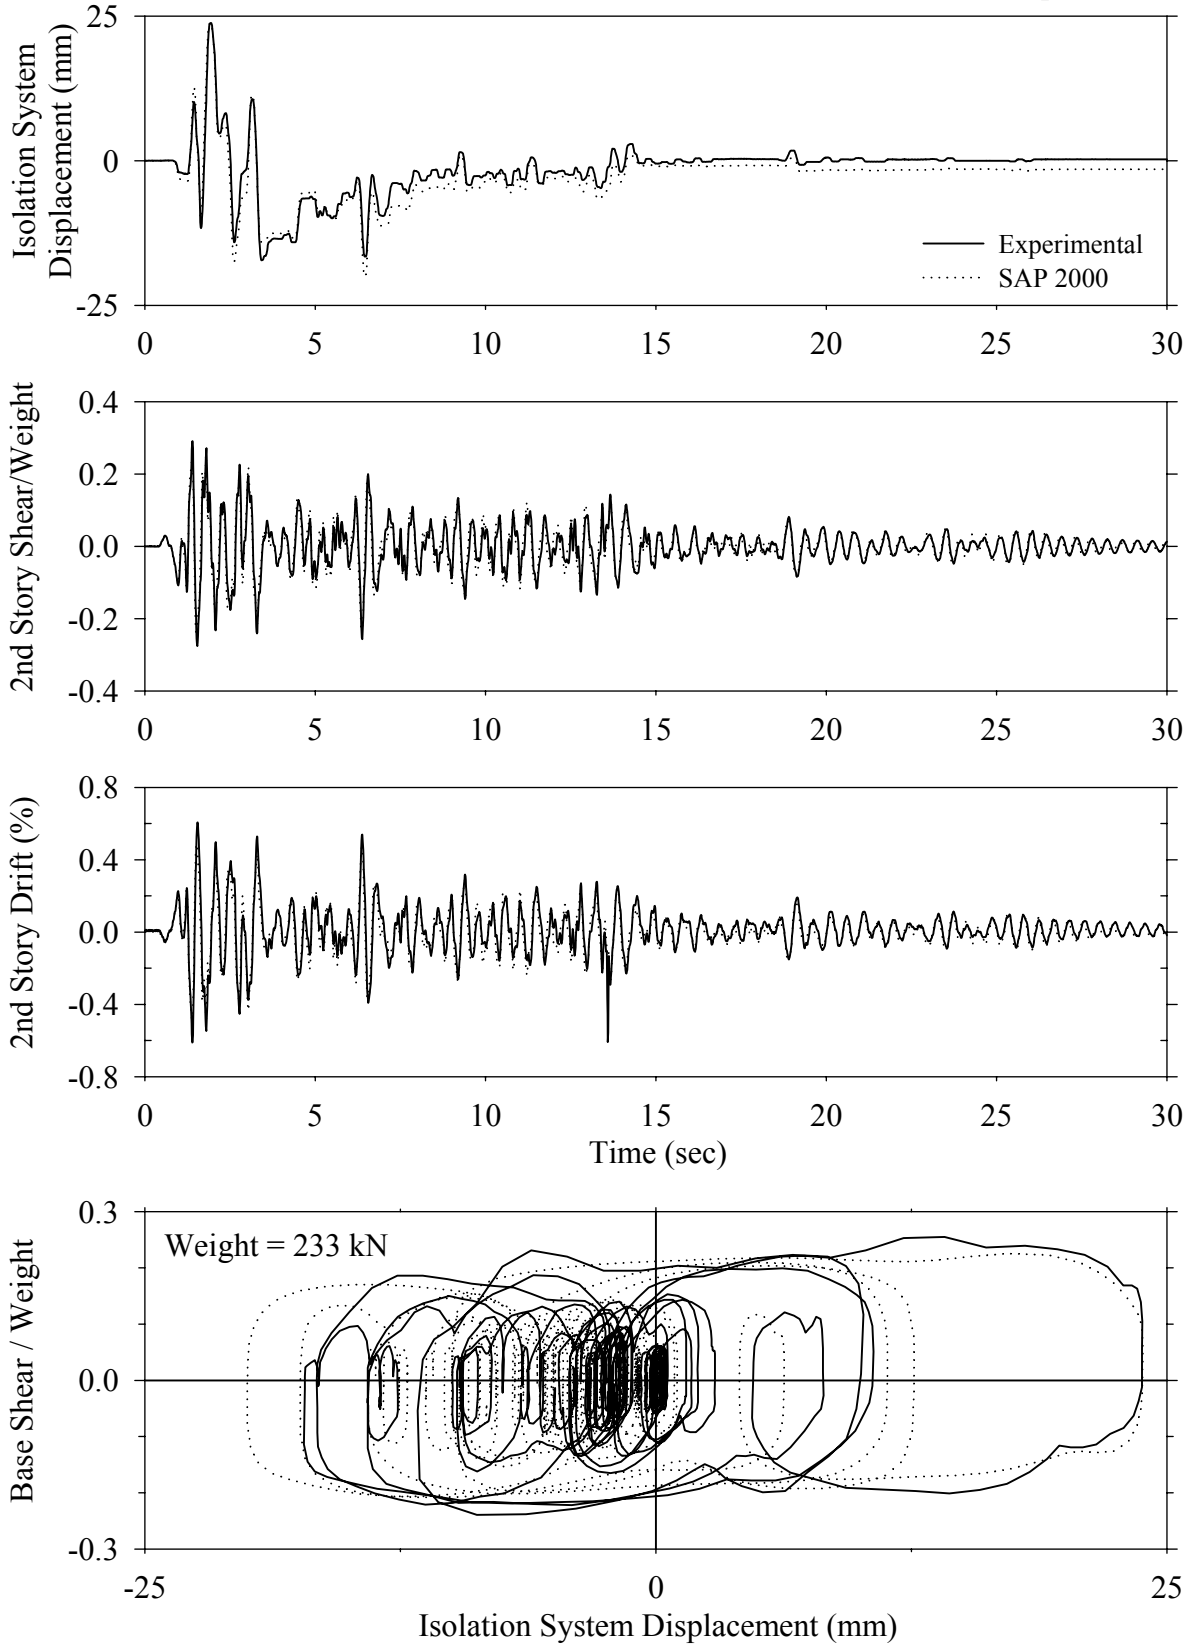 25
0
-25
Isolation System
Displacement (mm)
Experimental
SAP 2000
0 5 10 15 20 25 30
0.4
0.2
0.0
-0.2
-0.4
2nd Story Shear/Weight
0 5 10 15 20 25 30
0.8
0.4
0.0
-0.4
-0.8
2nd Story Drift (%)
0 5 10 15 20 25 30
Time (sec)
0.3
0.0
-0.3
Base Shear / Weight
Weight = 233 kN
-25 0 25
Isolation System Displacement (mm)